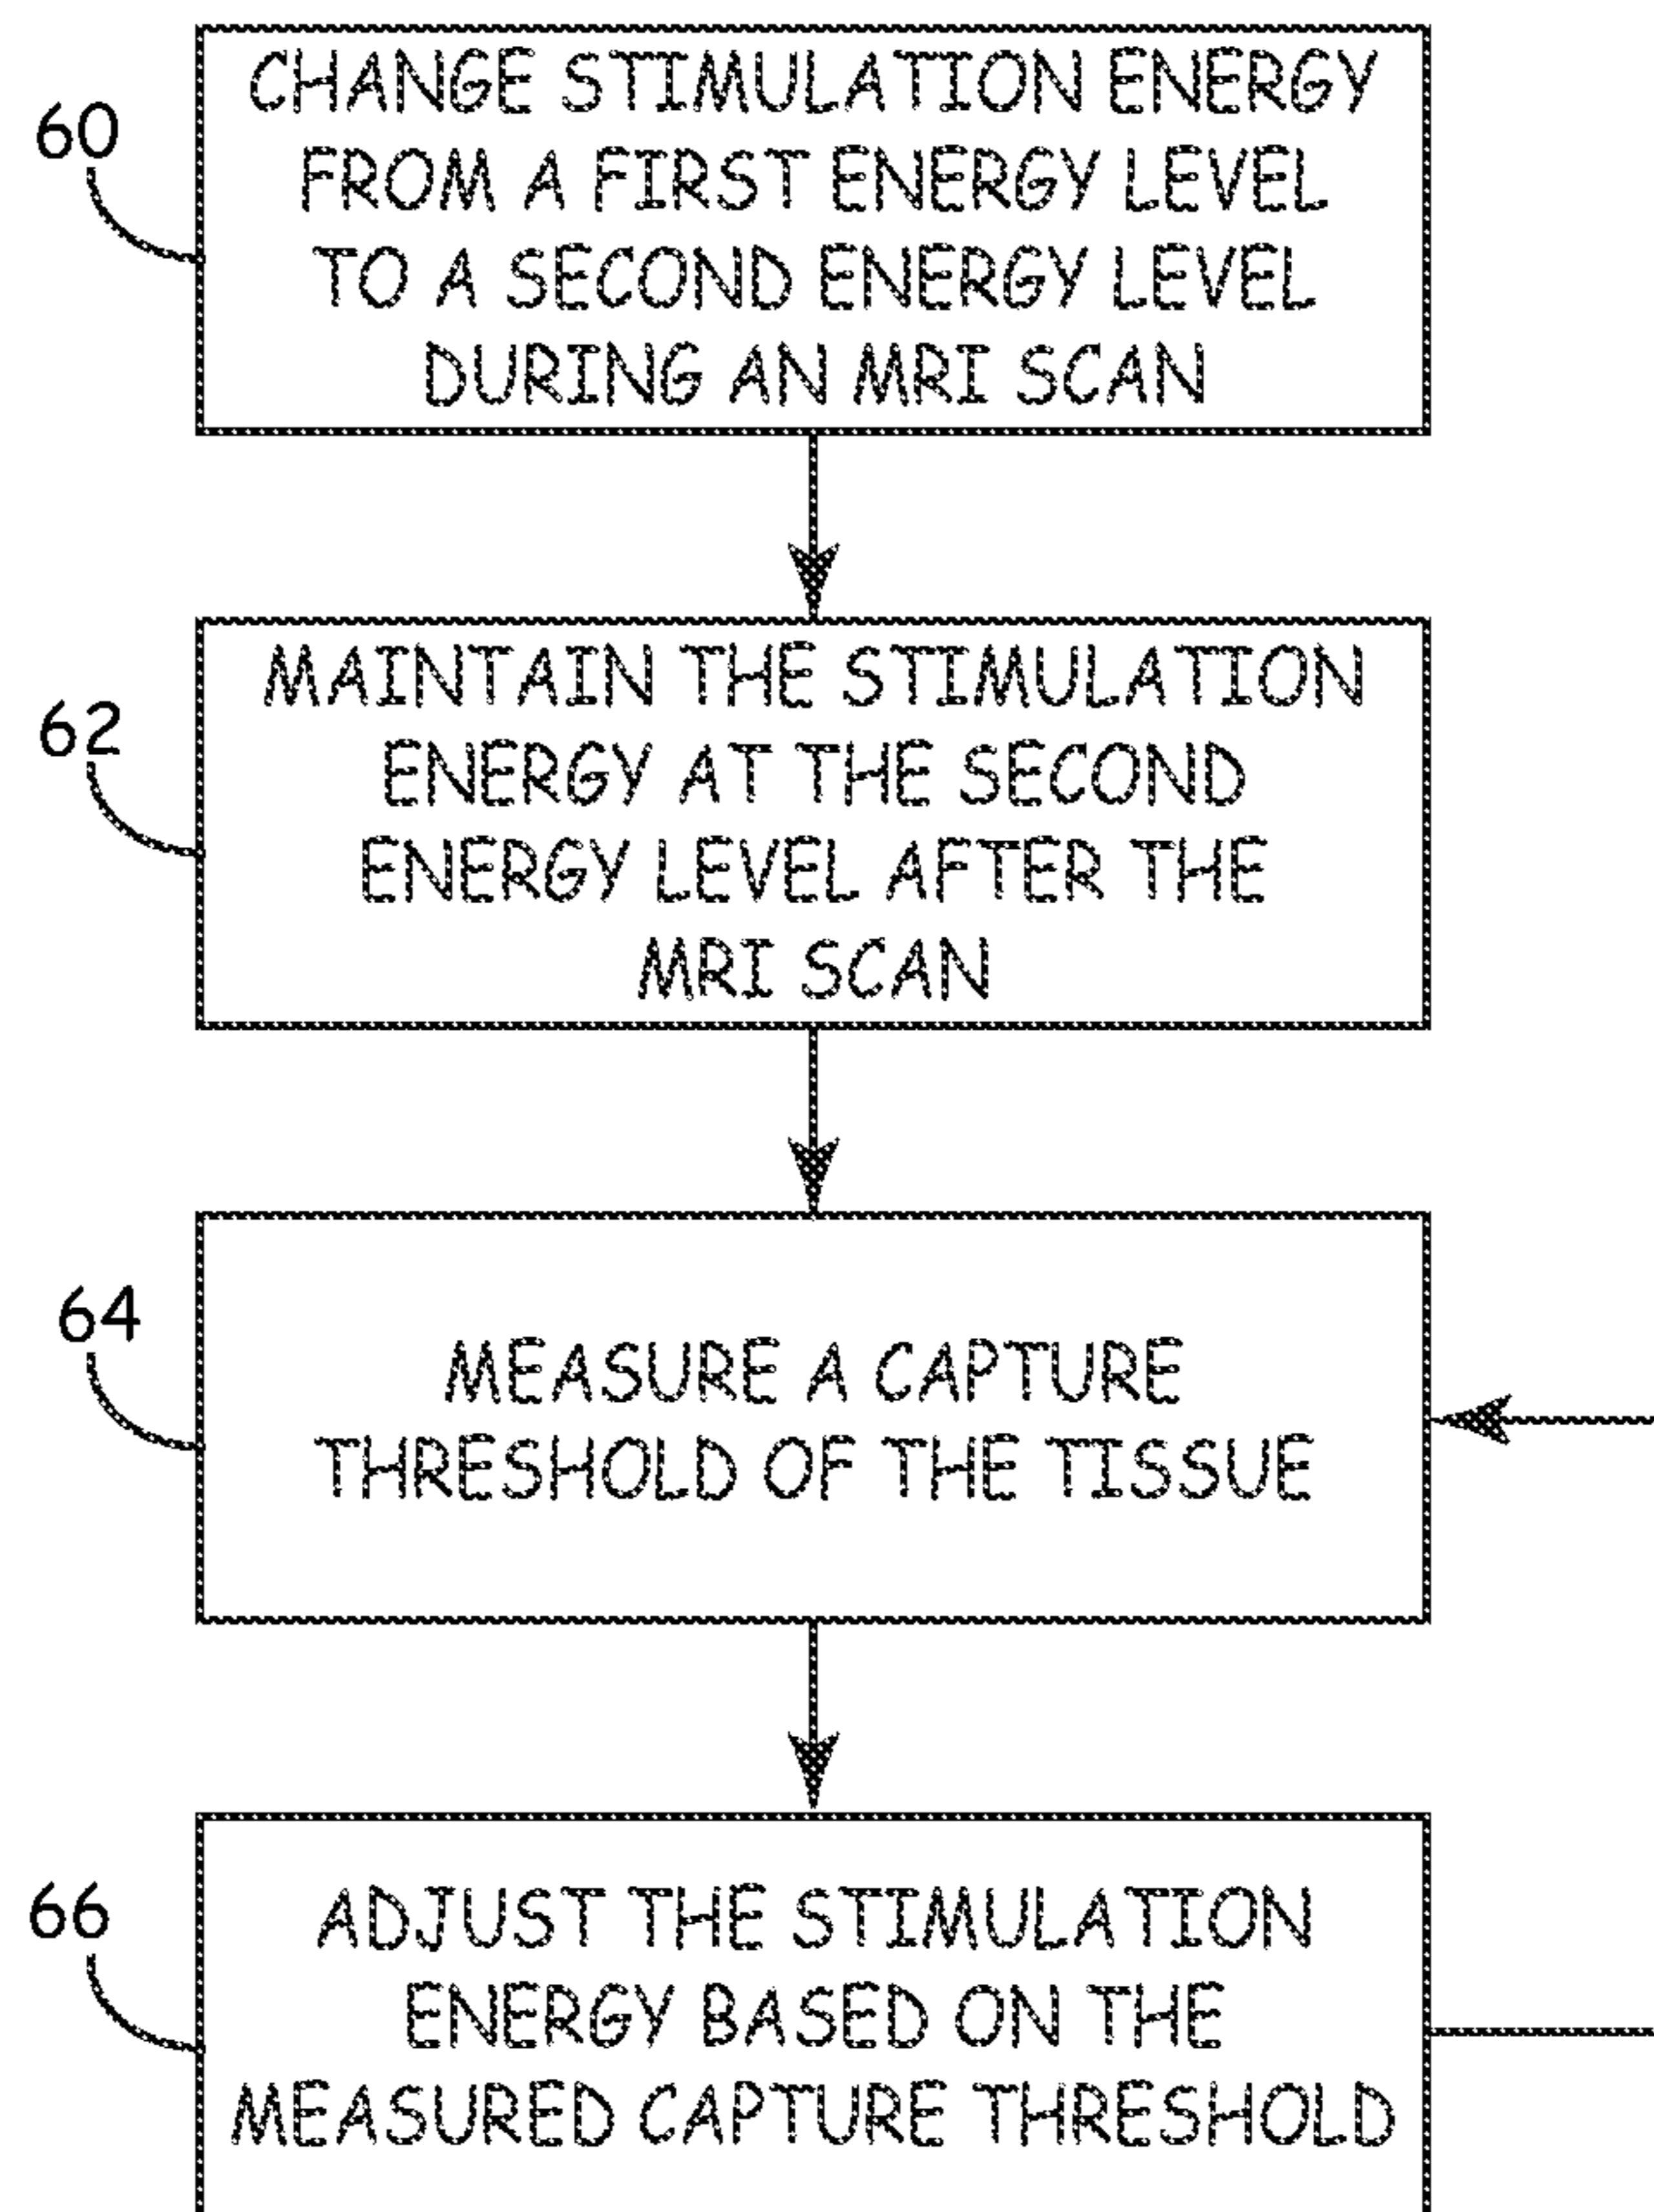 60
CHANGE STIMULATION ENERGY
FROM A FIRST ENERGY LEVEL
TO A SECOND ENERGY LEVEL
DURING AN MRI SCAN
62
MAINTAIN THE STIMULATION
ENERGY AT THE SECOND
ENERGY LEVEL AFTER THE
MRI SCAN
64
MEASURE A CAPTURE
THRESHOLD OF THE TISSUE
66
ADJUST THE STIMULATION
ENERGY BASED ON THE
MEASURED CAPTURE THRESHOLD